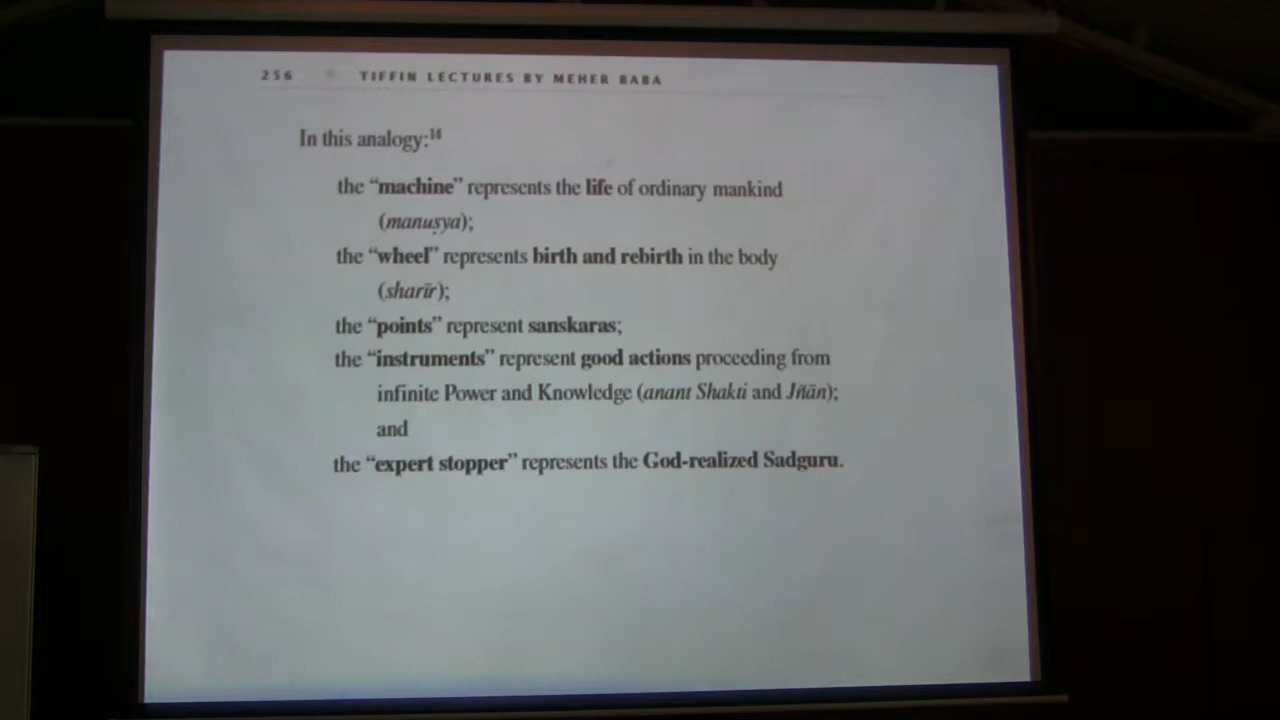 256 TIFFIN LECTURES BY MEHER BABA
In this analogy:¹⁴
the “machine” represents the life of ordinary mankind
(manuṣya);
the “wheel” represents birth and rebirth in the body
(sharīr);
the “points” represent sanskaras;
the “instruments” represent good actions proceeding from
infinite Power and Knowledge (anant Shakti and Jñān);
and
the “expert stopper” represents the God-realized Sadguru.